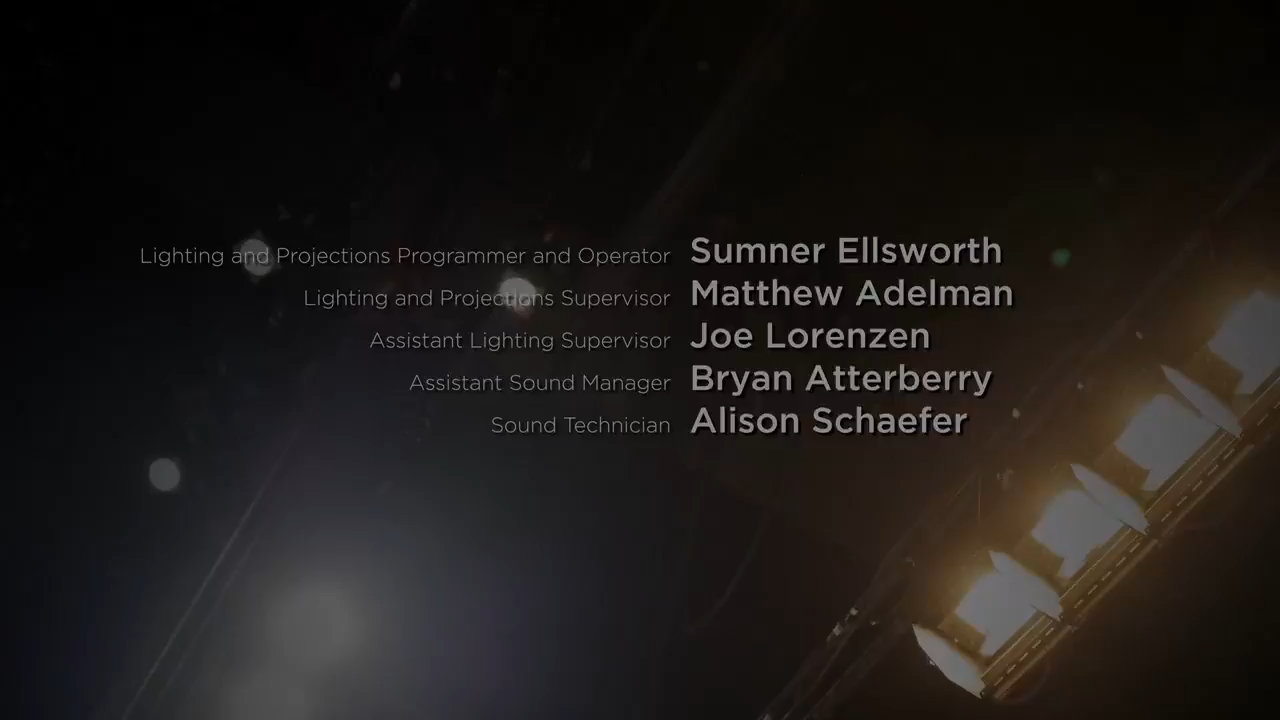 Lighting and Projections Programmer and Operator Sumner Ellsworth
Lighting and Projections Supervisor Matthew Adelman
Assistant Lighting Supervisor Joe Lorenzen
Assistant Sound Manager Bryan Atterberry
Sound Technician Alison Schaefer